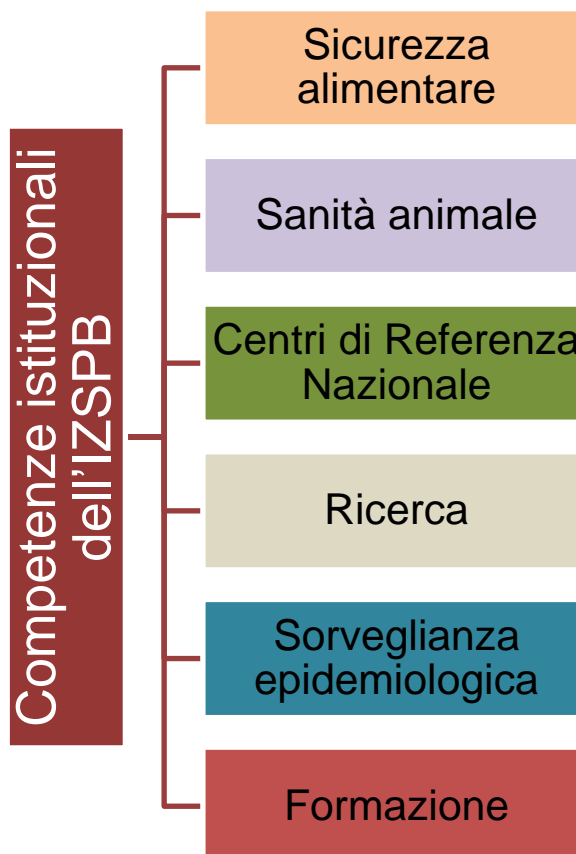 Competenze istituzionali
dell'IZSPB
Sicurezza
alimentare
Sanità animale
Centri di Referenza
Nazionale
Ricerca
Sorveglianza
epidemiologica
Formazione